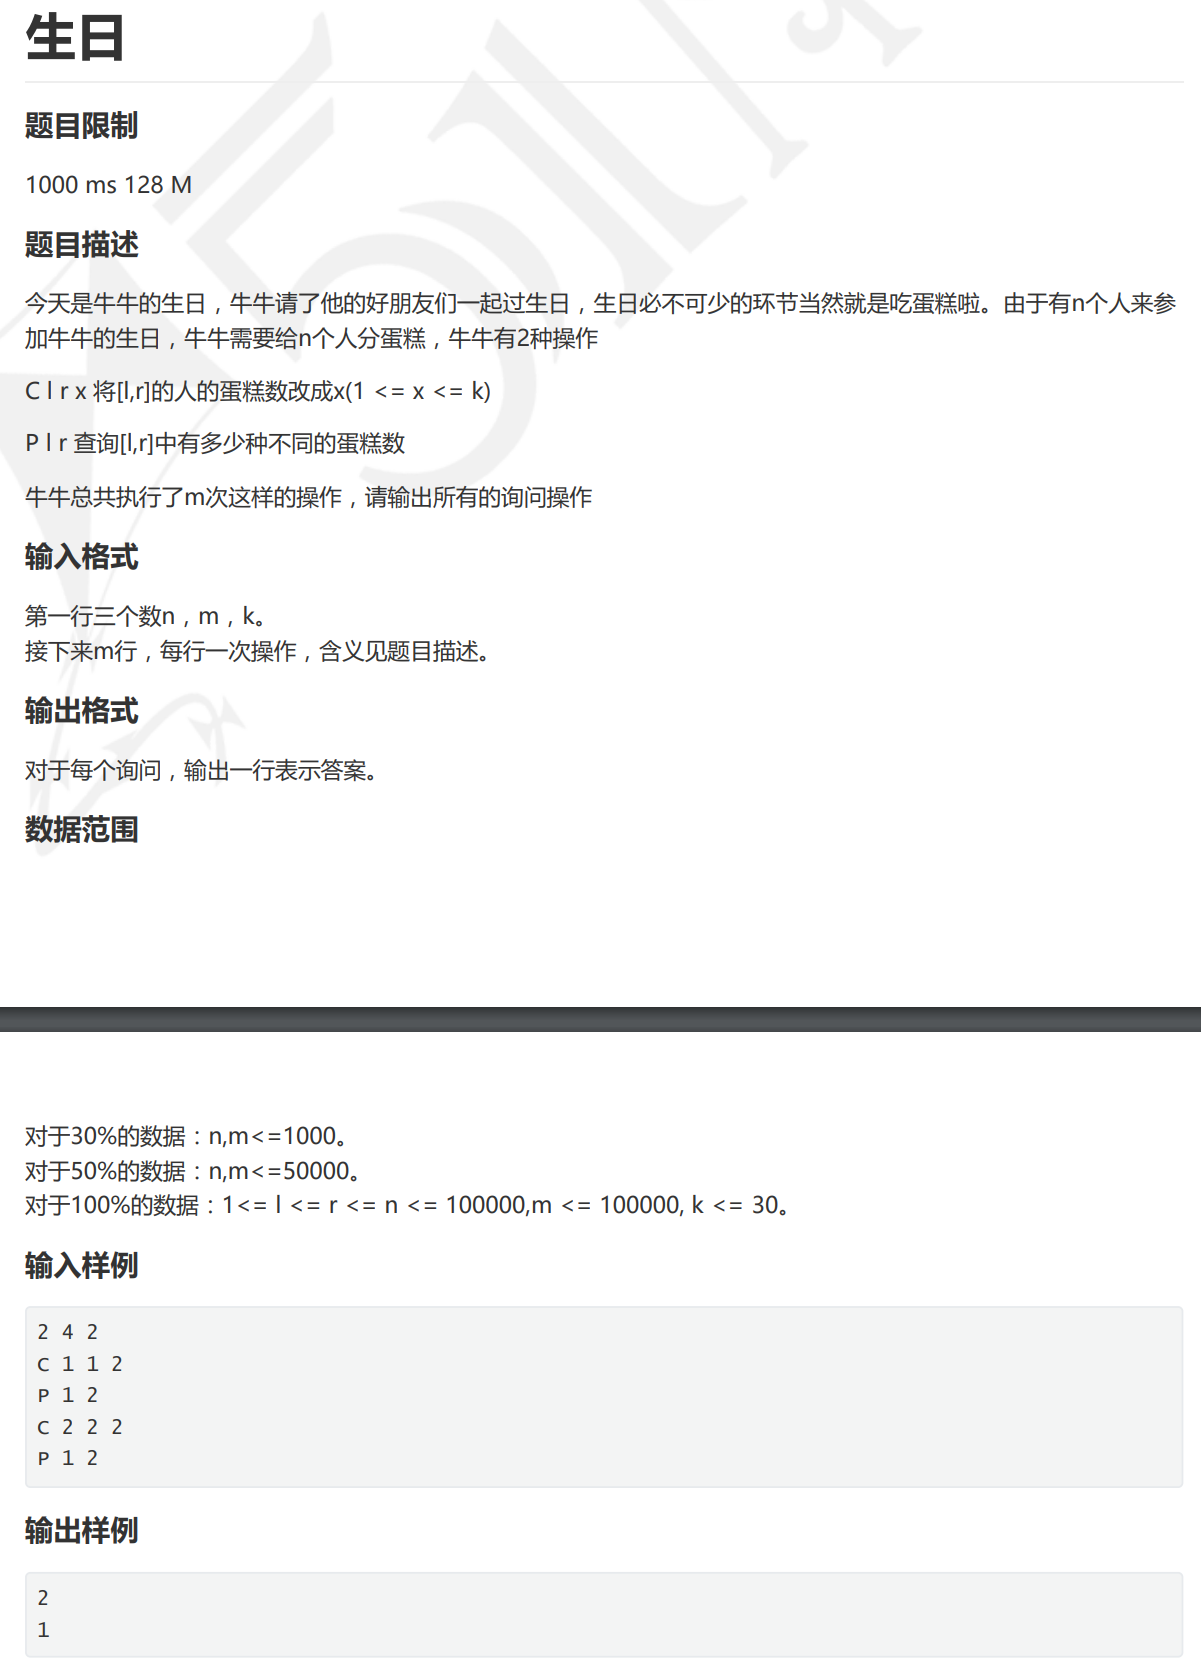 生日
题目限制
1000 ms 128 M
题目描述
今天是牛牛的生日，牛牛请了他的好朋友们一起过生日，生日必不可少的环节当然就是吃蛋糕啦。由于有n个人来参
加牛牛的生日，牛牛需要给n个人分蛋糕，牛牛有2种操作
C l r x 将[l,r]的人的蛋糕数改成x(1 <= x <= k)
P l r 查询[l,r]中有多少种不同的蛋糕数
牛牛总共执行了m次这样的操作，请输出所有的询问操作
输入格式
第一行三个数n，m，k。
接下来m行，每行一次操作，含义见题目描述。
输出格式
对于每个询问，输出一行表示答案。
数据范围
对于30%的数据：n,m<=1000。
对于50%的数据：n,m<=50000。
对于100%的数据：1<= l <= r <= n <= 100000,m <= 100000, k <= 30。
输入样例
2 4 2
C 1 1 2
P 1 2
C 2 2 2
P 1 2
输出样例
2
1